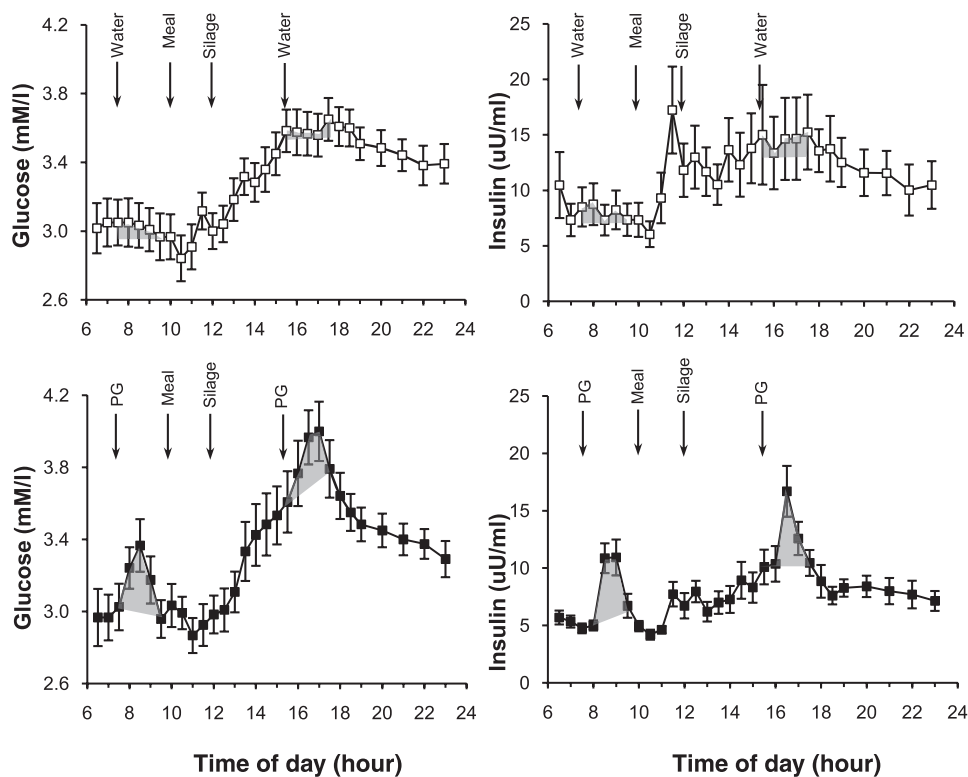 Water
Meal
Silage
Water
Glucose (mM/l)
4.2
3.8
3.4
3.0
2.6
6 8 10 12 14 16 18 20 22 24
Water
Meal
Silage
Water
Insulin (uU/ml)
25
20
15
10
5
0
6 8 10 12 14 16 18 20 22 24
PG
Meal
Silage
PG
Glucose (mM/l)
4.2
3.8
3.4
3.0
2.6
6 8 10 12 14 16 18 20 22 24
Time of day (hour)
PG
Meal
Silage
PG
Insulin (uU/ml)
25
20
15
10
5
0
6 8 10 12 14 16 18 20 22 24
Time of day (hour)